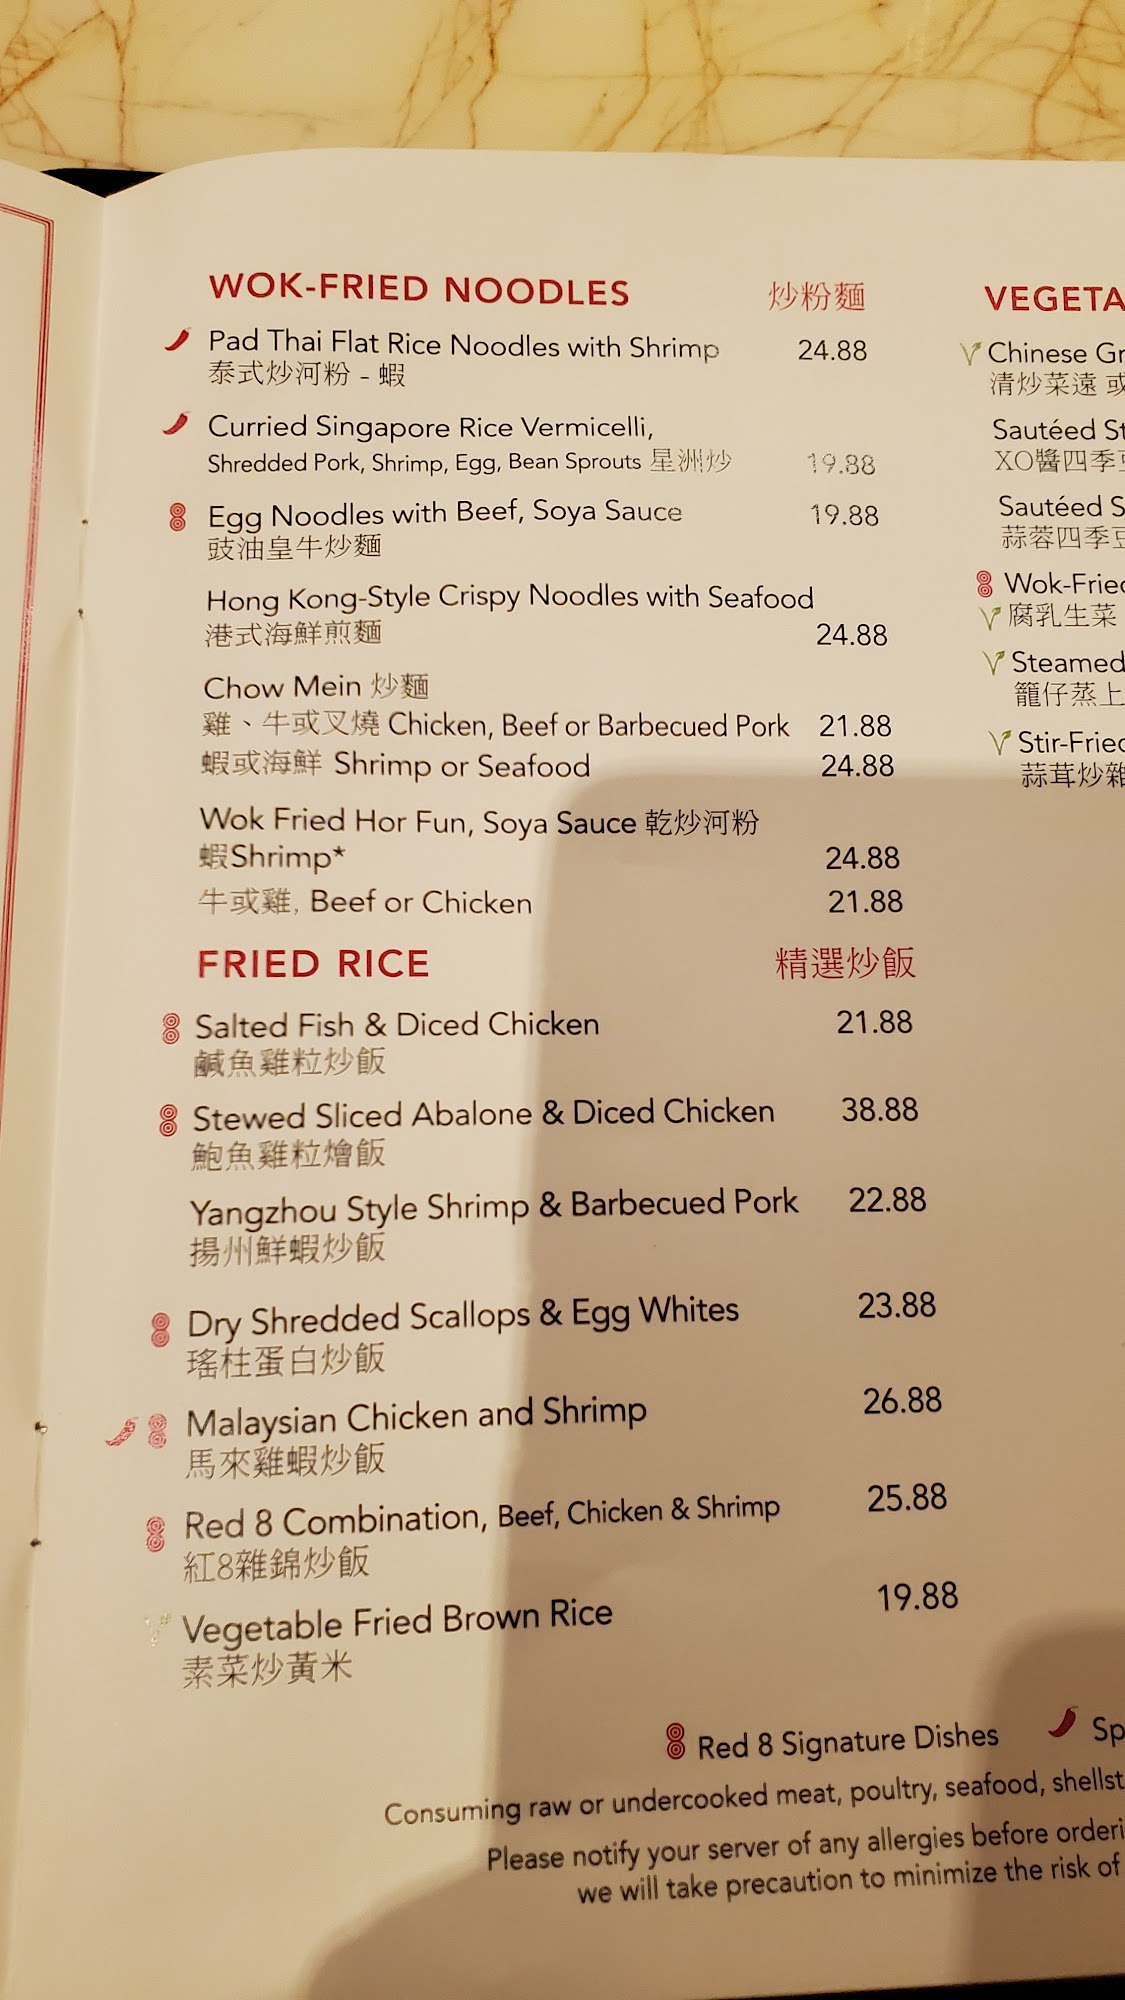 WOK-FRIED NOODLES 炒粉麵
Pad Thai Flat Rice Noodles with Shrimp 24.88
泰式炒河粉 - 蝦
Curried Singapore Rice Vermicelli,
Shredded Pork, Shrimp, Egg, Bean Sprouts 星洲炒 19.88
Egg Noodles with Beef, Soya Sauce 19.88
豉油皇牛炒麵
Hong Kong-Style Crispy Noodles with Seafood
港式海鮮煎麵 24.88
Chow Mein 炒麵
雞、牛或叉燒 Chicken, Beef or Barbecued Pork 21.88
蝦或海鮮 Shrimp or Seafood 24.88
Wok Fried Hor Fun, Soya Sauce 乾炒河粉
蝦Shrimp* 24.88
牛或雞, Beef or Chicken 21.88
FRIED RICE 精選炒飯
Salted Fish & Diced Chicken 21.88
鹹魚雞粒炒飯
Stewed Sliced Abalone & Diced Chicken 38.88
鮑魚雞粒燴飯
Yangzhou Style Shrimp & Barbecued Pork 22.88
揚州鮮蝦炒飯
Dry Shredded Scallops & Egg Whites 23.88
瑤柱蛋白炒飯
Malaysian Chicken and Shrimp 26.88
馬來雞蝦炒飯
Red 8 Combination, Beef, Chicken & Shrimp 25.88
紅8雜錦炒飯
Vegetable Fried Brown Rice 19.88
素菜炒黃米
VEGETA
Chinese Gr
清炒菜遠 或
Sautéed St
XO醬四季豆
Sautéed S
蒜蓉四季豆
Wok-Fried
腐乳生菜
Steamed
籠仔蒸上
Stir-Fried
蒜茸炒雜
Red 8 Signature Dishes Sp
Consuming raw or undercooked meat, poultry, seafood, shellst
Please notify your server of any allergies before orderi
we will take precaution to minimize the risk of